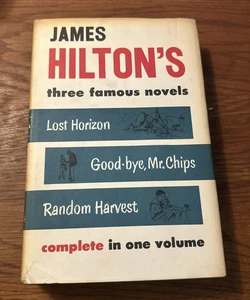 JAMES
HILTON'S
three famous novels
Lost Horizon
Good-bye, Mr. Chips
Random Harvest
complete in one volume